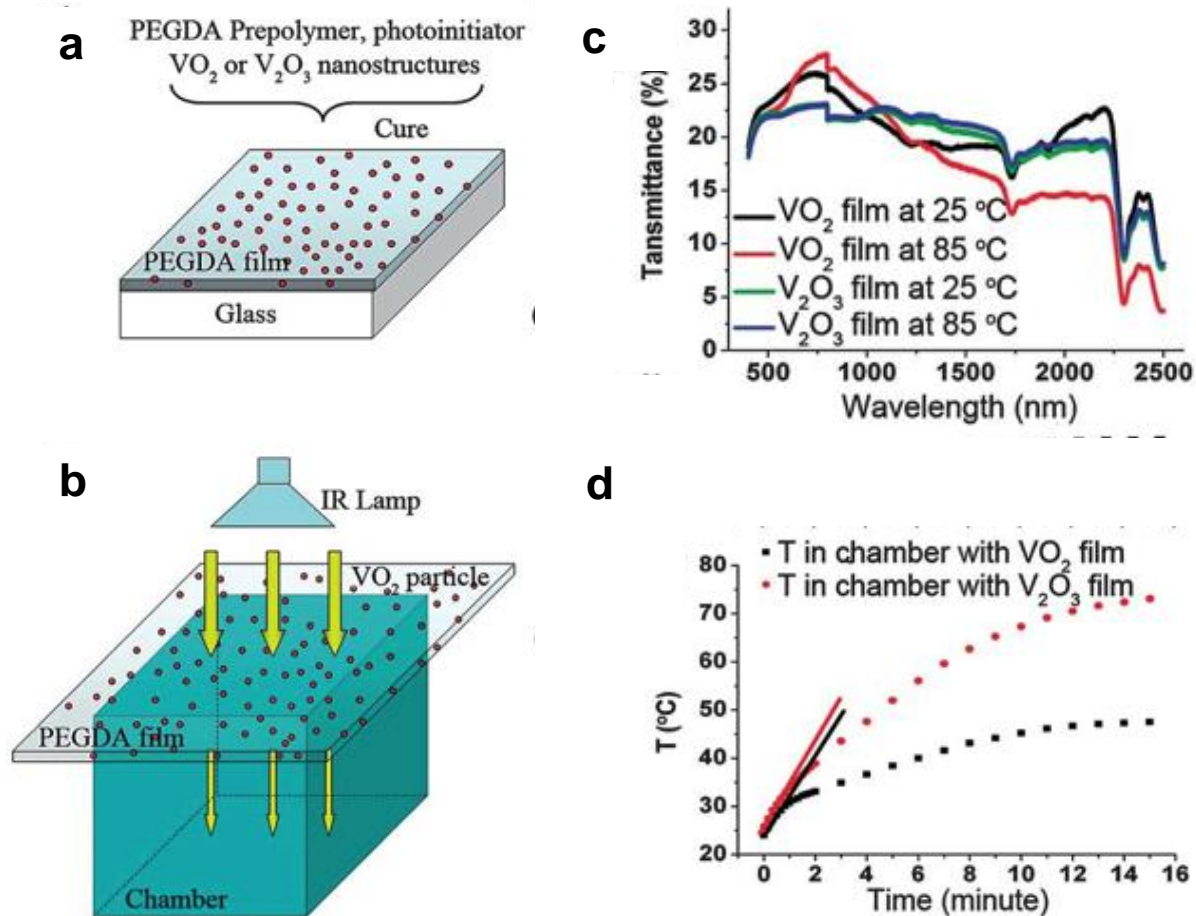 a
PEGDA Prepolymer, photoinitiator
VO₂ or V₂O₃ nanostructures
Cure
PEGDA film
Glass
b
IR Lamp
VO₂ particle
PEGDA film
Chamber
c
30
25
20
15
10
5
0
Tansmittance (%)
VO₂ film at 25 °C
VO₂ film at 85 °C
V₂O₃ film at 25 °C
V₂O₃ film at 85 °C
500 1000 1500 2000 2500
Wavelength (nm)
d
80
70
60
50
40
30
20
T (°C)
T in chamber with VO₂ film
T in chamber with V₂O₃ film
0 2 4 6 8 10 12 14 16
Time (minute)